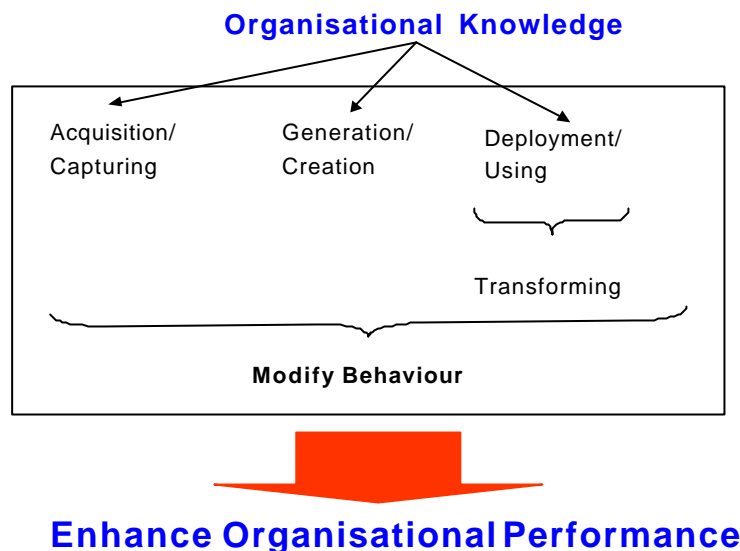 Organisational Knowledge
Acquisition/
Capturing
Generation/
Creation
Deployment/
Using
Transforming
Modify Behaviour
Enhance Organisational Performance